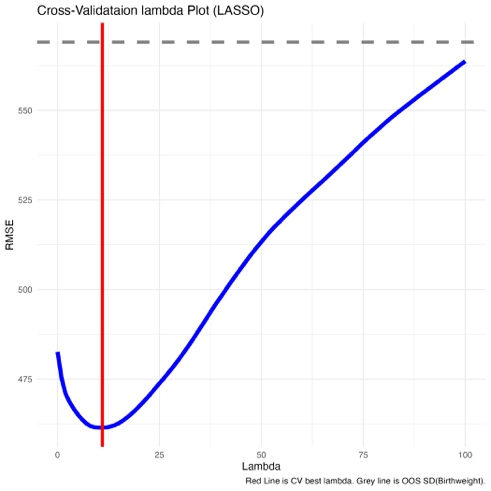 Cross-Validataion lambda Plot (LASSO)
550
525
500
475
RMSE
0 25 50 75 100
Lambda
Red Line is CV best lambda. Grey line is OOS SD(Birthweight).